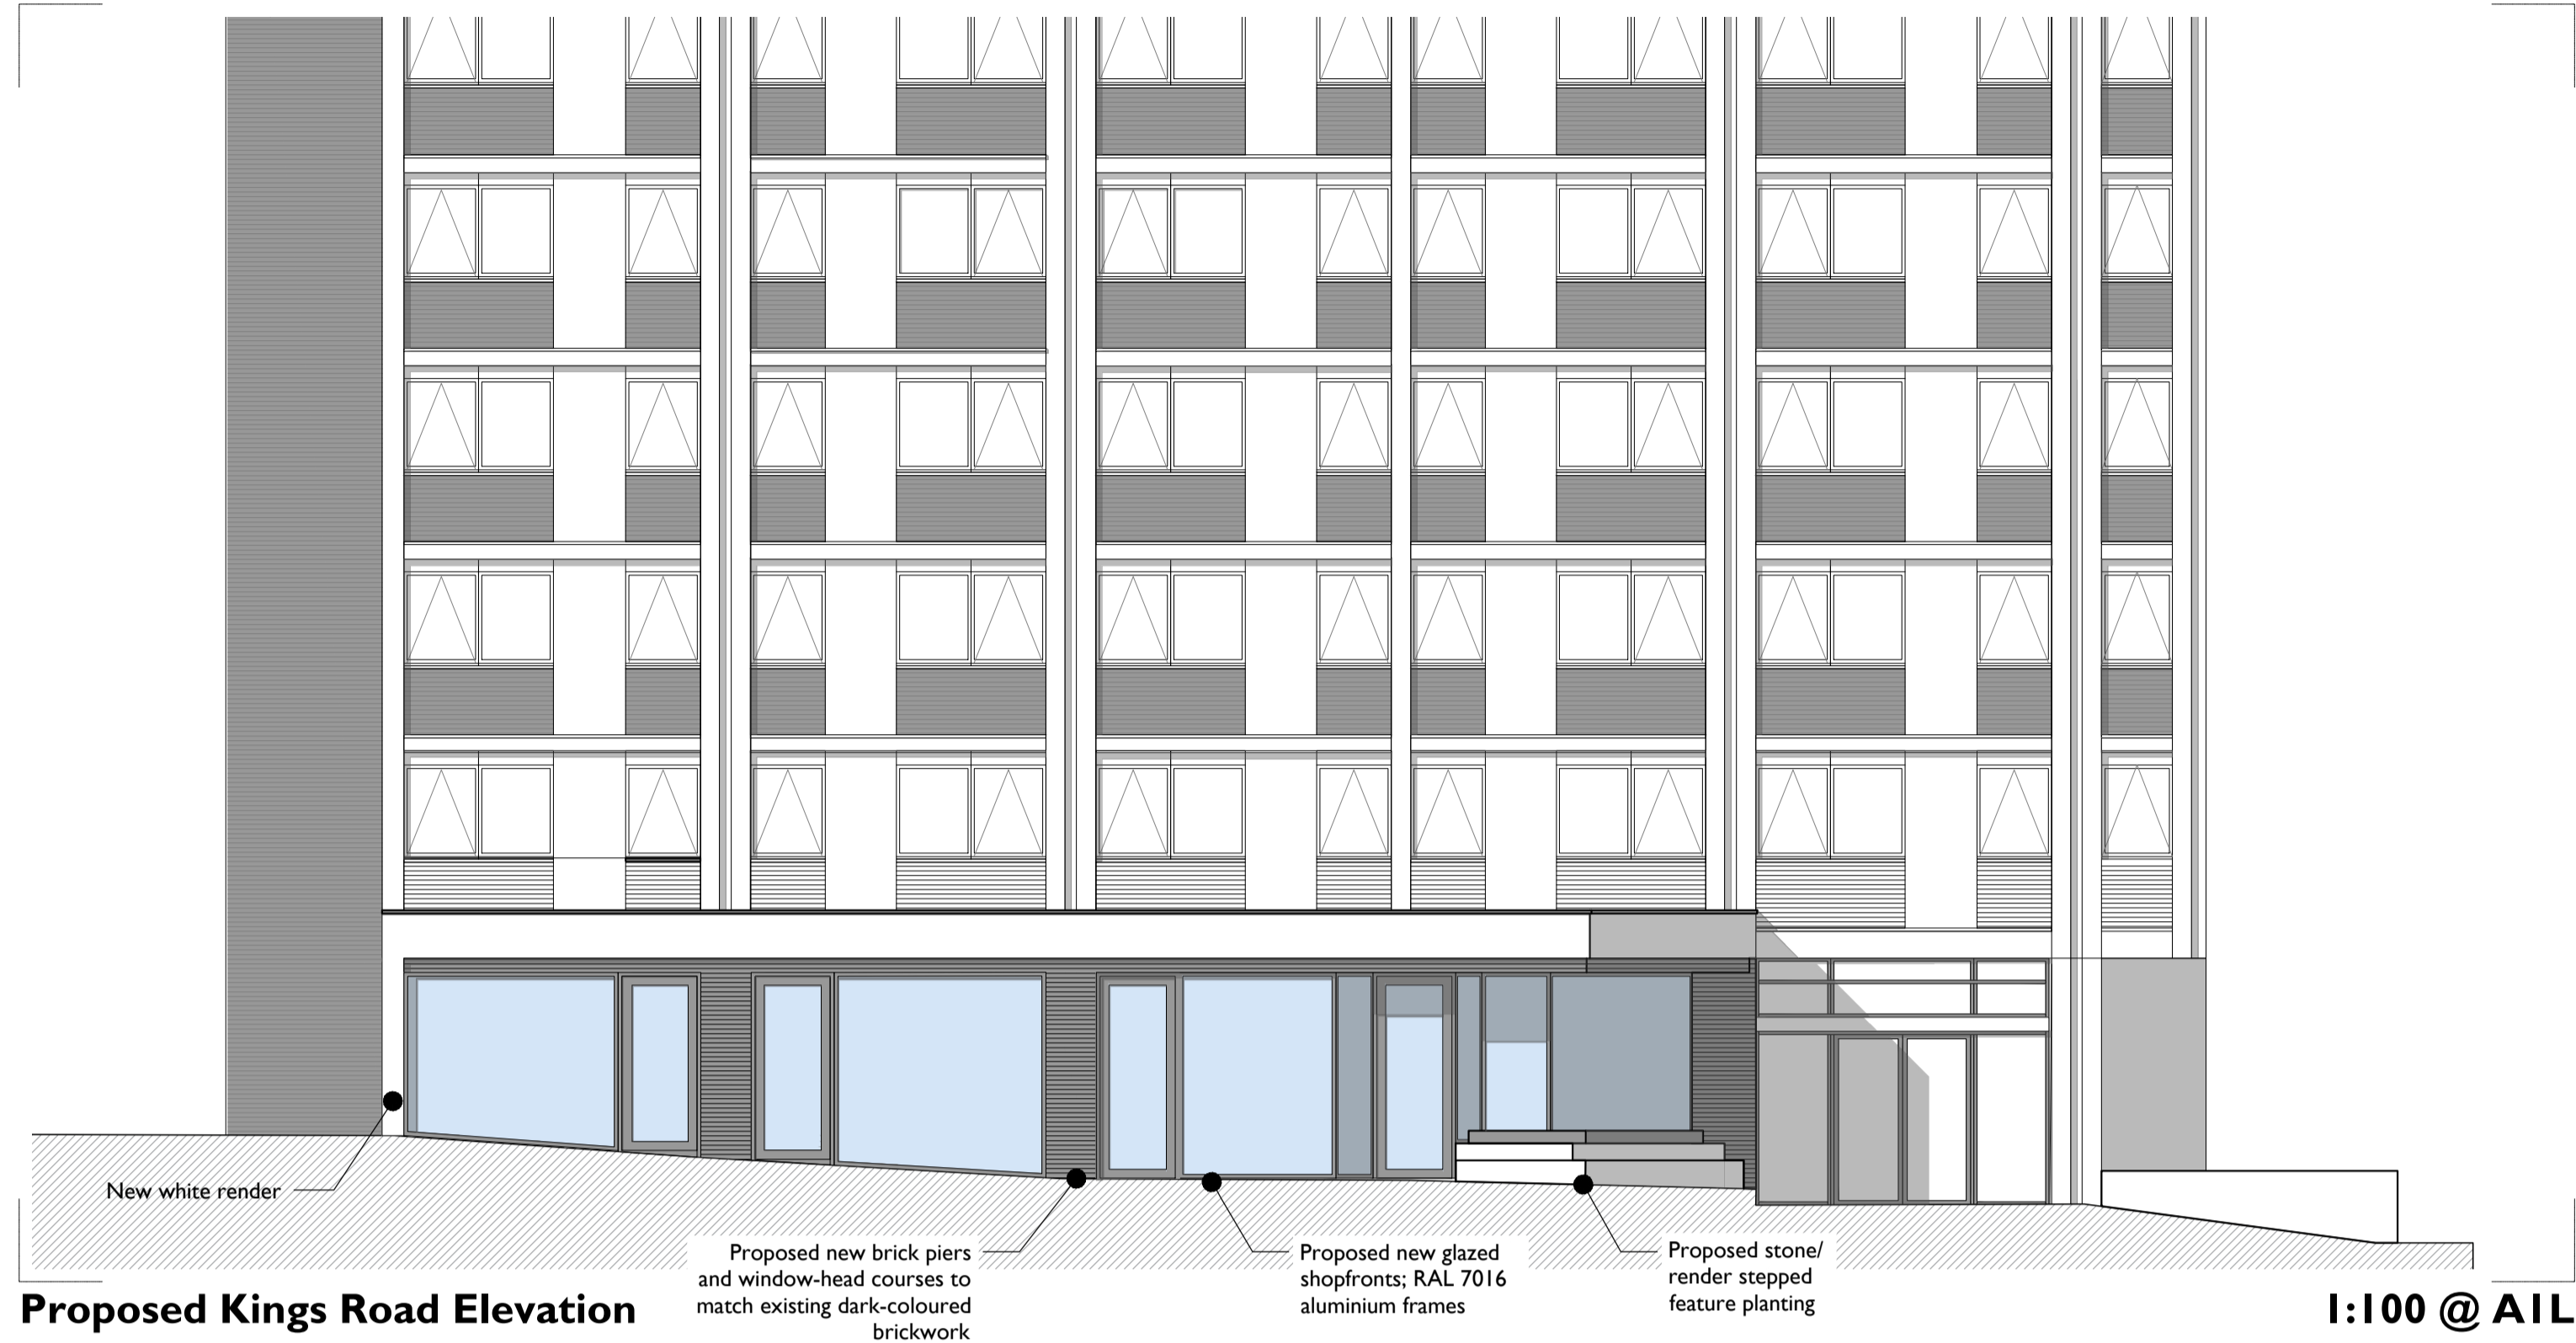 New white render
Proposed new brick piers
and window-head courses to
match existing dark-coloured
brickwork
Proposed new glazed
shopfronts; RAL 7016
aluminium frames
Proposed stone/
render stepped
feature planting
Proposed Kings Road Elevation
1:100 @ A1L